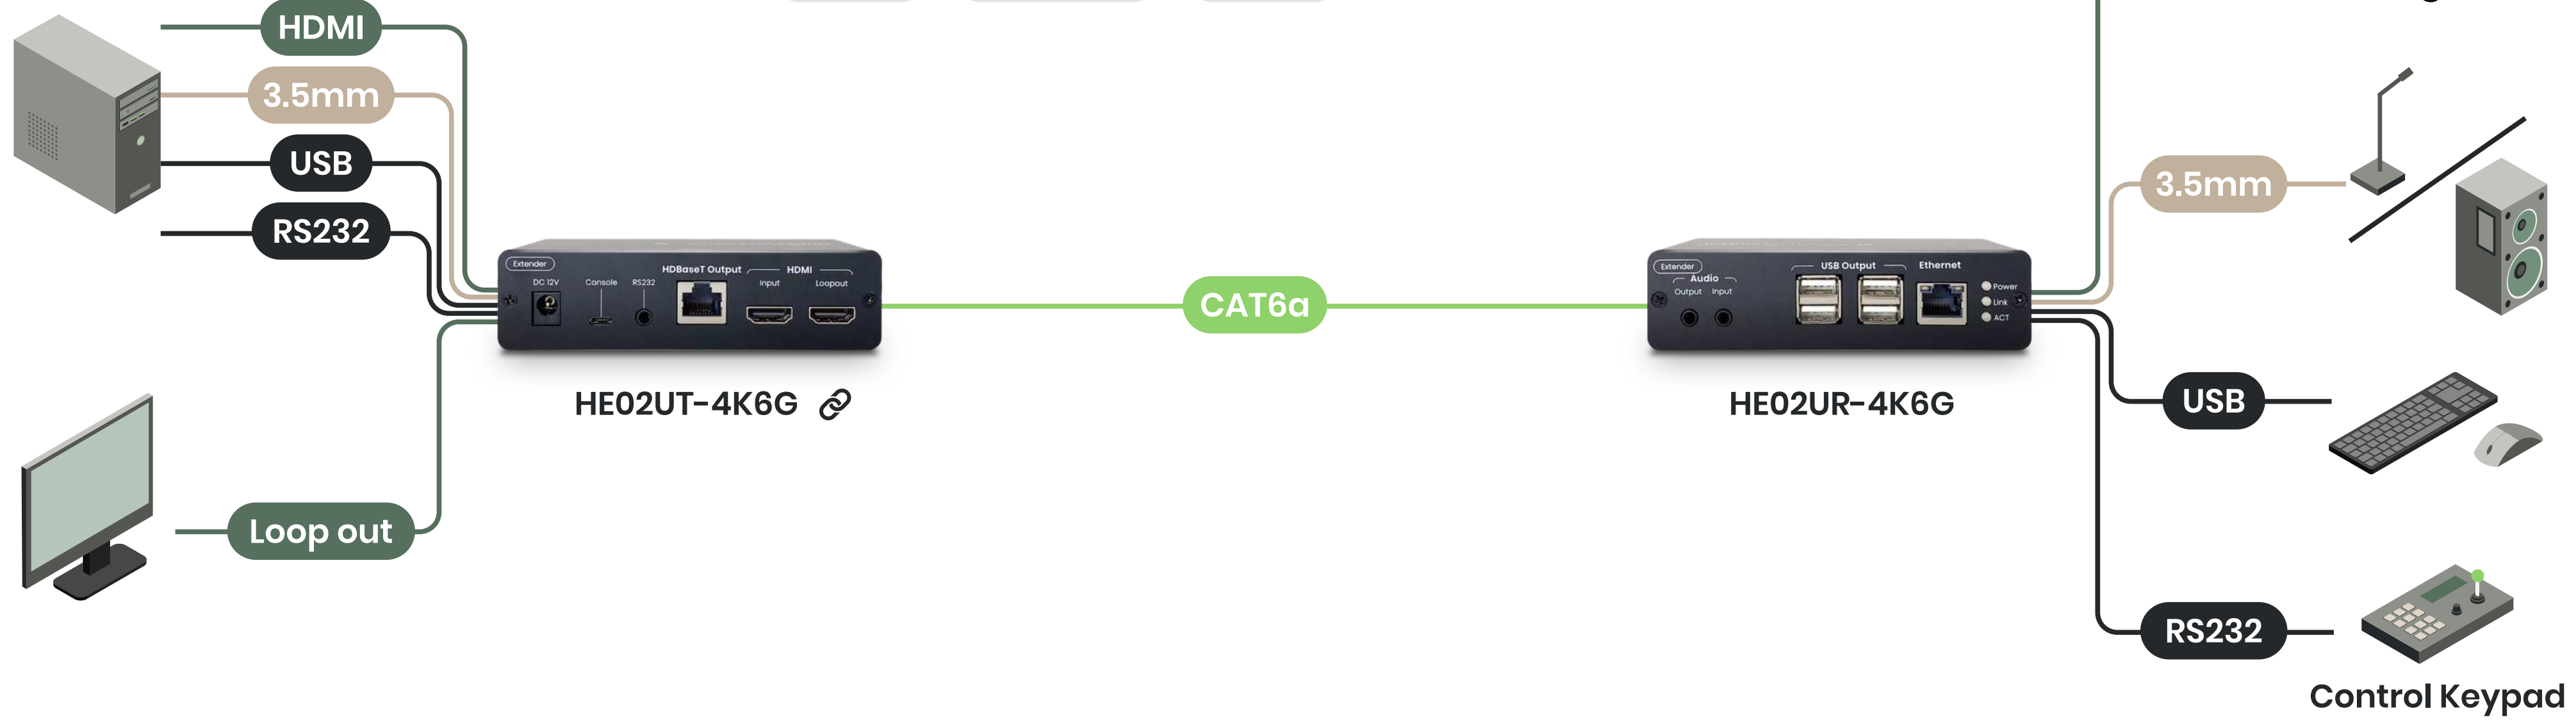 HDMI
3.5mm
USB
RS232
Loop out
Extender
DC 12V
Console
RS232
HDBaseT Output
HDMI
Input
Loopout
HE02UT-4K6G
CAT6a
Extender
Audio
Output
Input
USB Output
Ethernet
Power
Link
ACT
HE02UR-4K6G
3.5mm
USB
RS232
Control Keypad